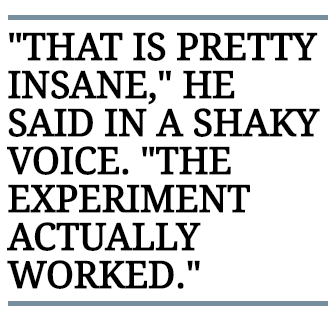 "THAT IS PRETTY
INSANE," HE
SAID IN A SHAKY
VOICE. "THE
EXPERIMENT
ACTUALLY
WORKED."